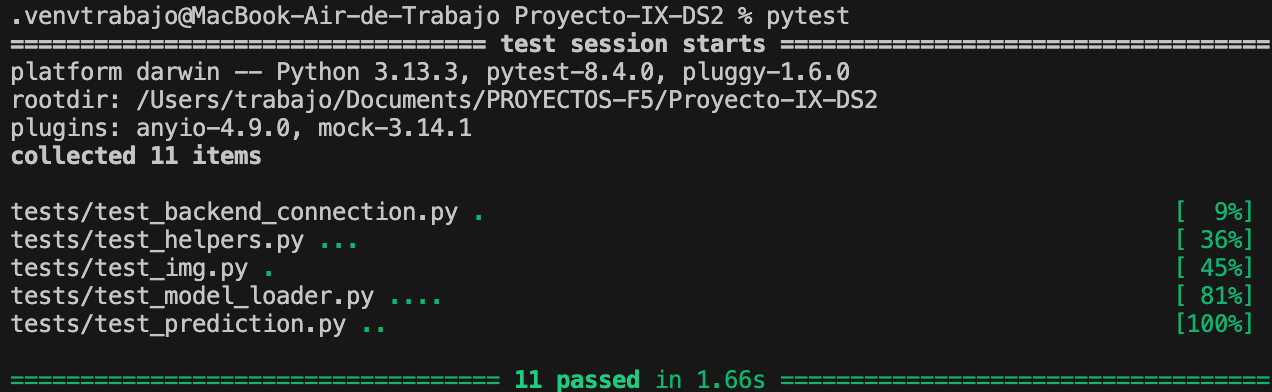 .venvtrabajo@MacBook-Air-de-Trabajo Proyecto-IX-DS2 % pytest
================================== test session starts ===================================
platform darwin -- Python 3.13.3, pytest-8.4.0, pluggy-1.6.0
rootdir: /Users/trabajo/Documents/PROYECTOS-F5/Proyecto-IX-DS2
plugins: anyio-4.9.0, mock-3.14.1
collected 11 items
tests/test_backend_connection.py . [  9%]
tests/test_helpers.py ... [ 36%]
tests/test_img.py . [ 45%]
tests/test_model_loader.py .... [ 81%]
tests/test_prediction.py .. [100%]
=================================== 11 passed in 1.66s ===================================